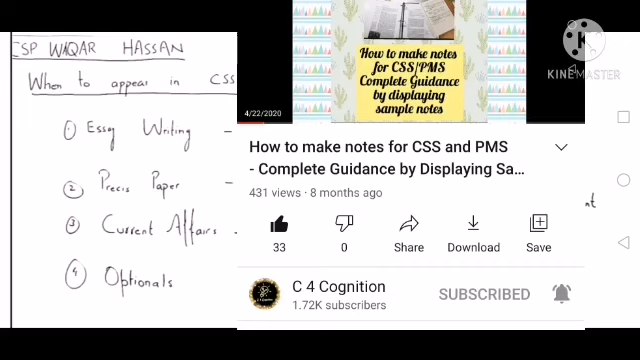 CSP WAQAR HASSAN
When to appear in CSS
1 Essay Writing -
2 Precis Paper -
3 Current Affairs
4 Optionals
How to make notes
for CSS/PMS
Complete Guidance
by displaying
sample notes
4/22/2020
KINEMASTER
How to make notes for CSS and PMS
- Complete Guidance by Displaying Sa...
431 views · 8 months ago
33
0
Share
Download
Save
C 4 Cognition
1.72K subscribers
SUBSCRIBED